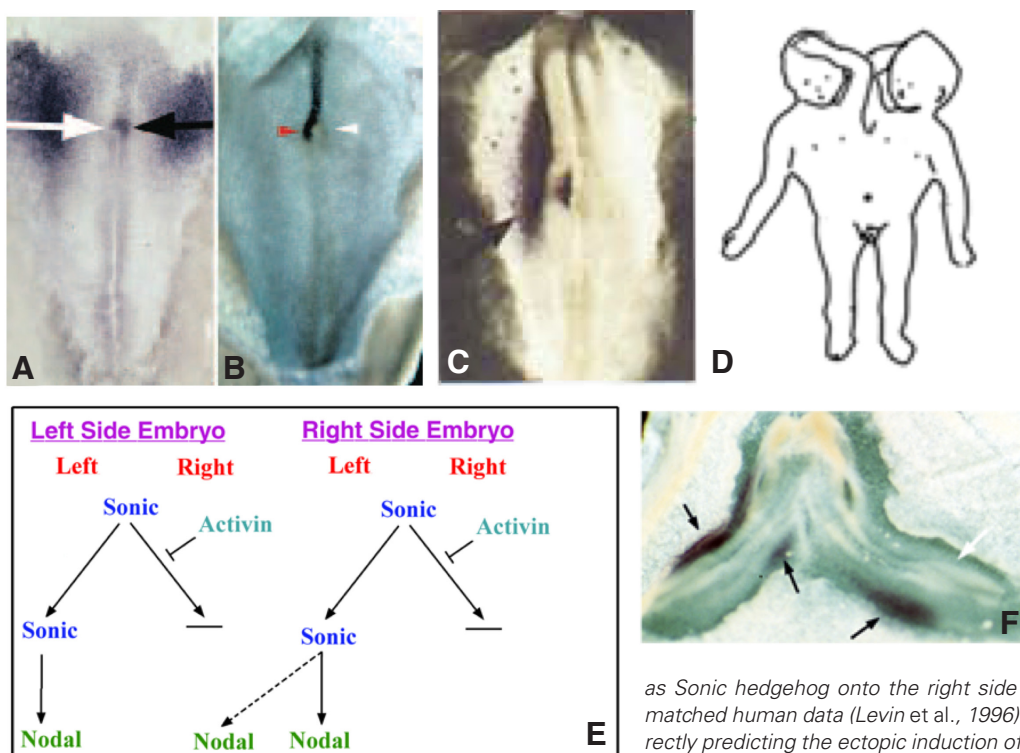 A
B
C
D
Left Side Embryo Right Side Embryo
Left Right Left Right
Sonic Sonic
Activin Activin
Sonic Sonic
Nodal Nodal Nodal
E
F
as Sonic hedgehog onto the right side
matched human data (Levin et al., 1996)
rectly predicting the ectopic induction of